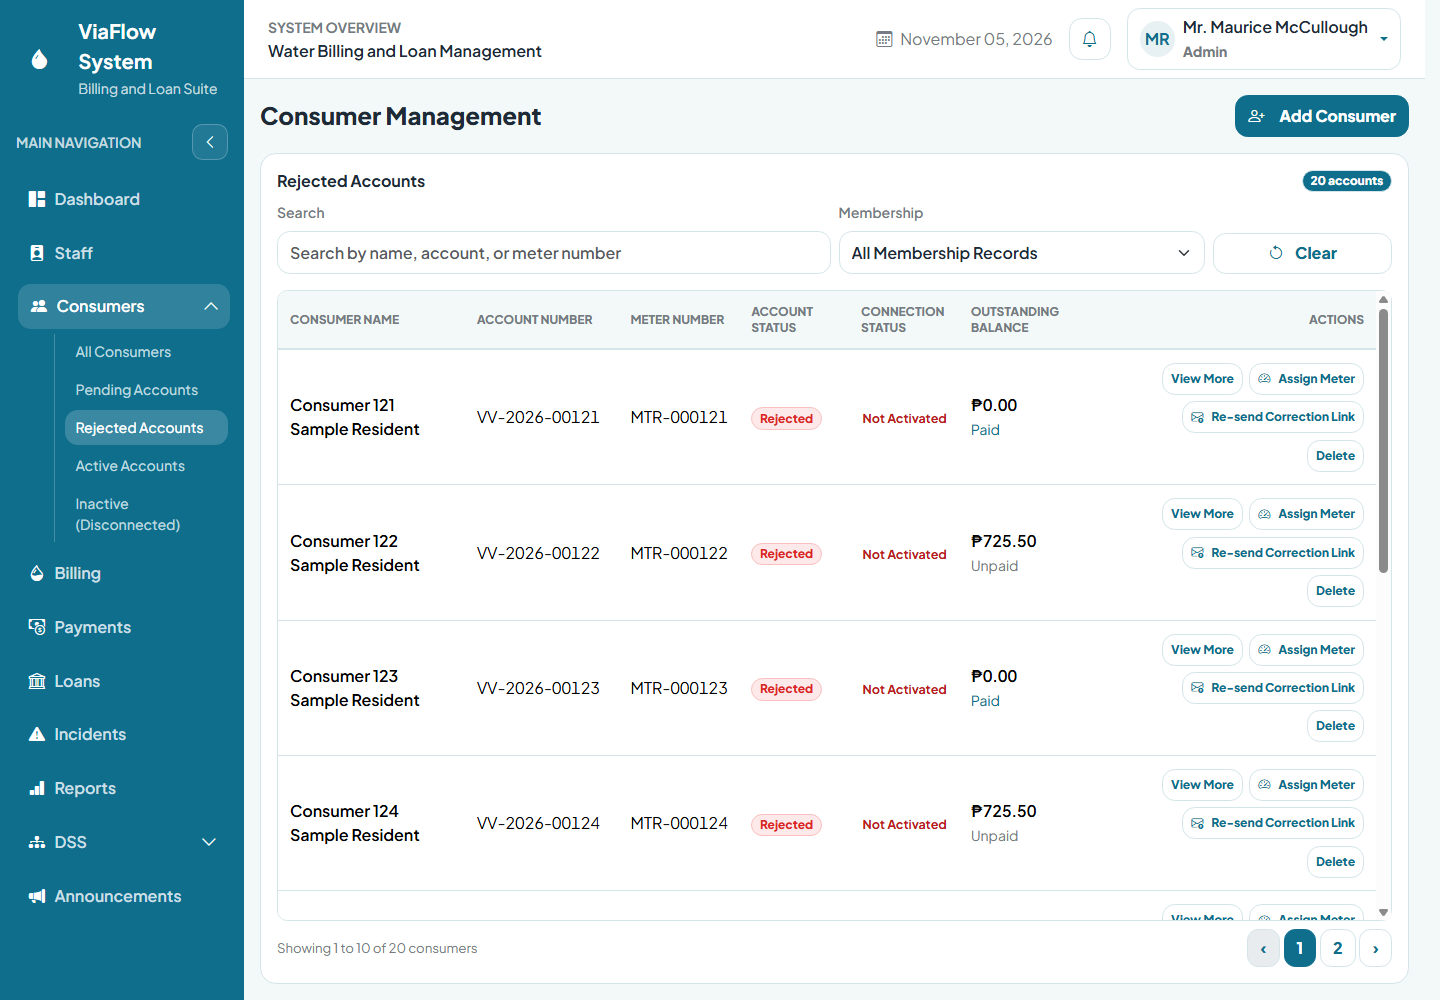 ViaFlow
System
Billing and Loan Suite
MAIN NAVIGATION
Dashboard
Staff
Consumers
All Consumers
Pending Accounts
Rejected Accounts
Active Accounts
Inactive
(Disconnected)
Billing
Payments
Loans
Incidents
Reports
DSS
Announcements
SYSTEM OVERVIEW
Water Billing and Loan Management
November 05, 2026
MR
Mr. Maurice McCullough
Admin
Consumer Management
Add Consumer
Rejected Accounts
20 accounts
Search
Membership
Search by name, account, or meter number
All Membership Records
Clear
CONSUMER NAME ACCOUNT NUMBER METER NUMBER ACCOUNT STATUS CONNECTION STATUS OUTSTANDING BALANCE ACTIONS
Consumer 121
Sample Resident
VV-2026-00121
MTR-000121
Rejected
Not Activated
₱0.00
Paid
View More
Assign Meter
Re-send Correction Link
Delete
Consumer 122
Sample Resident
VV-2026-00122
MTR-000122
Rejected
Not Activated
₱725.50
Unpaid
View More
Assign Meter
Re-send Correction Link
Delete
Consumer 123
Sample Resident
VV-2026-00123
MTR-000123
Rejected
Not Activated
₱0.00
Paid
View More
Assign Meter
Re-send Correction Link
Delete
Consumer 124
Sample Resident
VV-2026-00124
MTR-000124
Rejected
Not Activated
₱725.50
Unpaid
View More
Assign Meter
Re-send Correction Link
Delete
View More
Assign Meter
Showing 1 to 10 of 20 consumers
‹ 1 2 ›